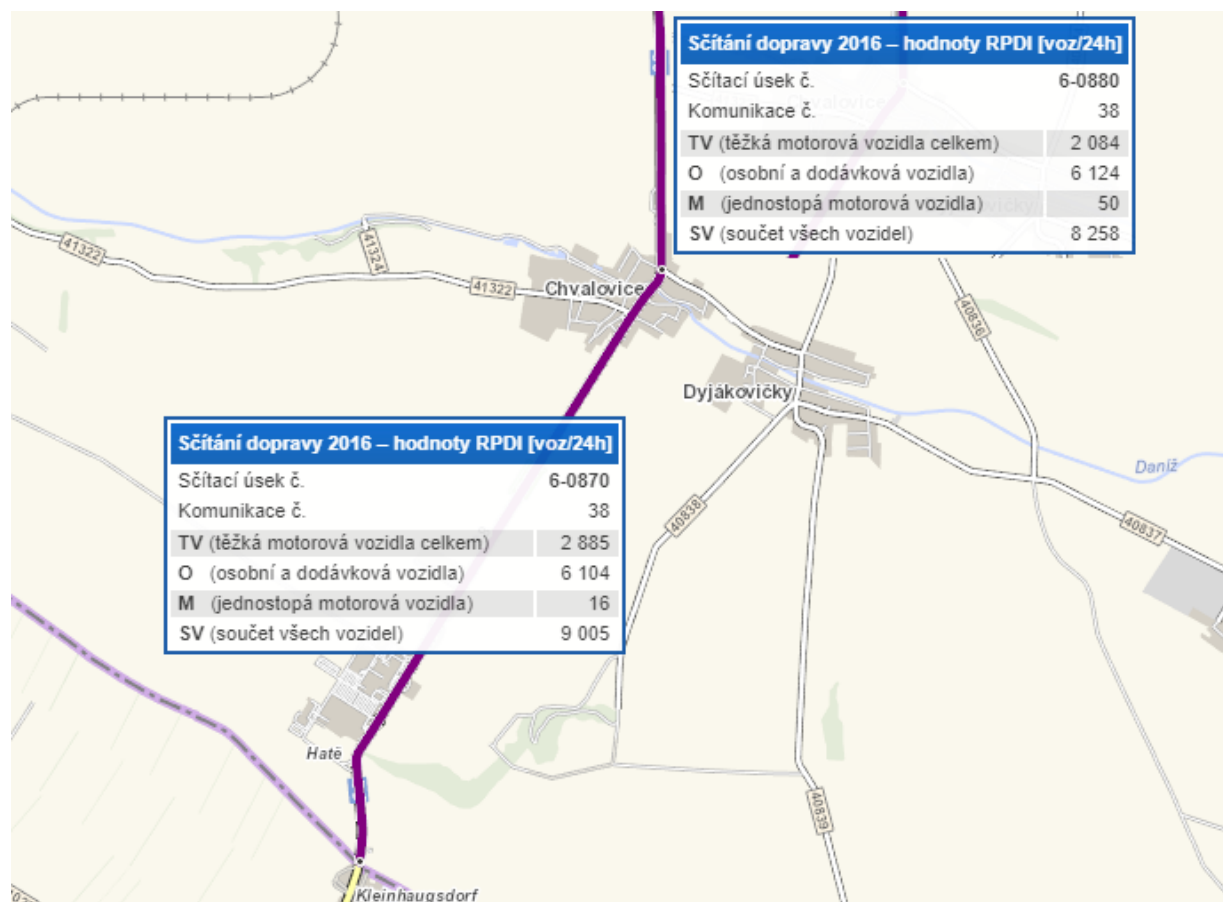 Sčítání dopravy 2016 – hodnoty RPDI [voz/24h]
Sčítací úsek č. 6-0880
Komunikace č. 38
TV (těžká motorová vozidla celkem) 2 084
O (osobní a dodávková vozidla) 6 124
M (jednostopá motorová vozidla) 50
SV (součet všech vozidel) 8 258
Chvalovice
41322
41324
41322
Chvalovice
40836
Dyjákovičky
Sčítání dopravy 2016 – hodnoty RPDI [voz/24h]
Sčítací úsek č. 6-0870
Komunikace č. 38
TV (těžká motorová vozidla celkem) 2 885
O (osobní a dodávková vozidla) 6 104
M (jednostopá motorová vozidla) 16
SV (součet všech vozidel) 9 005
Daníž
40838
40837
Hatě
40839
Kleinhaugsdorf